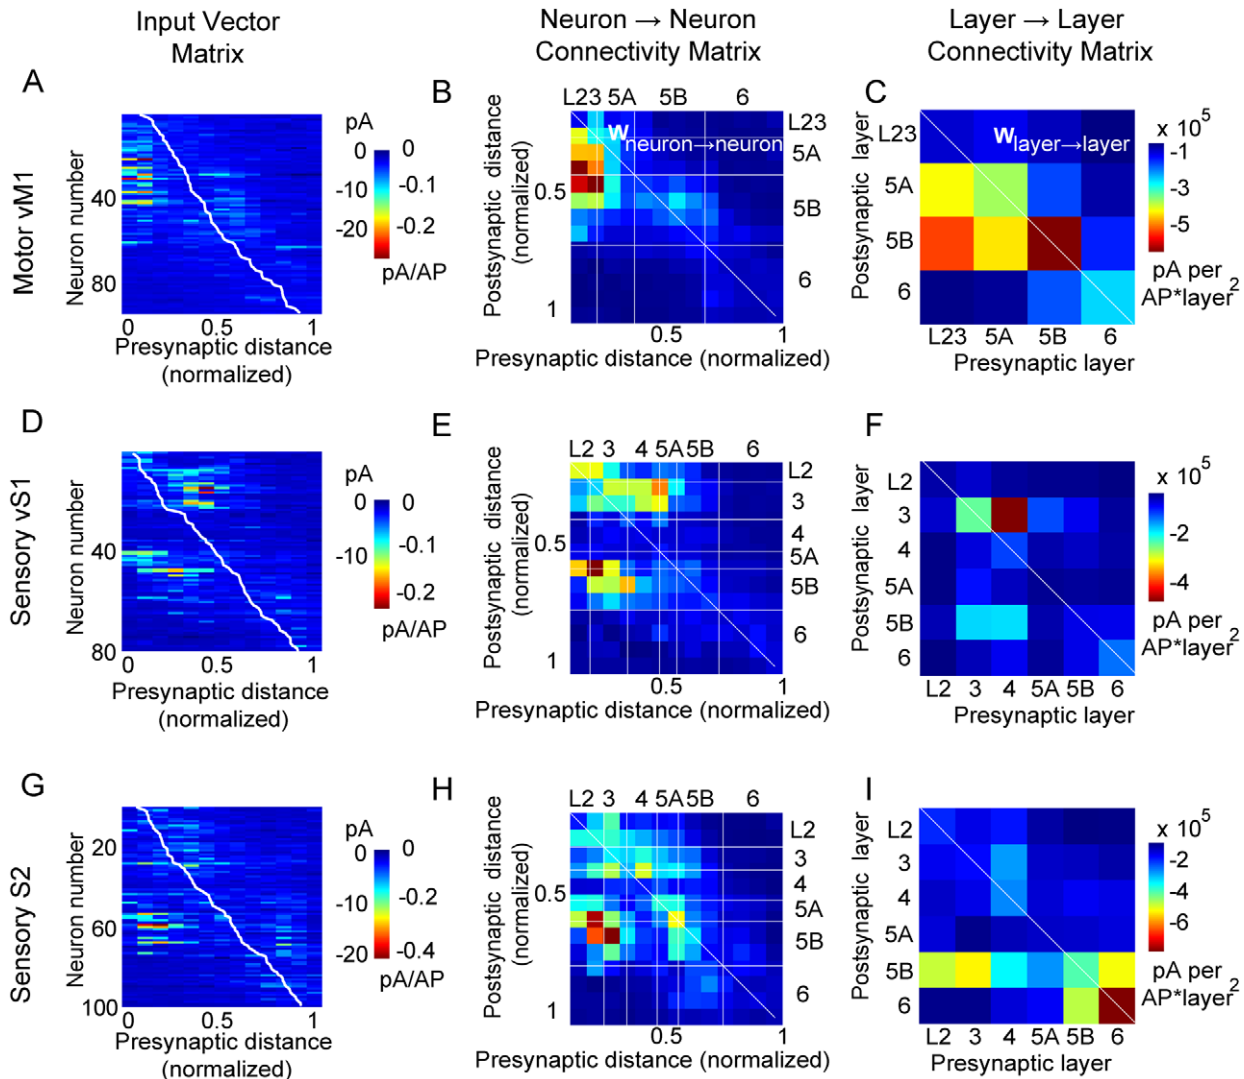 Input Vector
Matrix
Neuron → Neuron
Connectivity Matrix
Layer → Layer
Connectivity Matrix
Motor vM1
A
Neuron number
40
80
0 0.5 1
Presynaptic distance
(normalized)
pA
0 0
-10 -0.1
-20 -0.2
pA/AP
B
L23 5A 5B 6
W neuron→neuron
L23
5A
5B
6
Postsynaptic distance
(normalized)
0.5
1
0.5 1
Presynaptic distance (normalized)
C
W layer→layer
Postsynaptic layer
L23
5A
5B
6
L23 5A 5B 6
Presynaptic layer
x 10^5
-1
-3
-5
pA per
AP*layer^2
Sensory vS1
D
Neuron number
40
80
0 0.5 1
Presynaptic distance
(normalized)
pA
0 0
-0.1
-10
-0.2
pA/AP
E
L2 3 4 5A 5B 6
L2
3
4
5A
5B
6
Postsynaptic distance
(normalized)
0.5
1
0.5 1
Presynaptic distance (normalized)
F
Postsynaptic layer
L2
3
4
5A
5B
6
L2 3 4 5A 5B 6
Presynaptic layer
x 10^5
-2
-4
pA per
AP*layer^2
Sensory S2
G
Neuron number
20
60
100
0 0.5 1
Presynaptic distance
(normalized)
pA
0 0
-0.2
-10
-20 -0.4
pA/AP
H
L2 3 4 5A 5B 6
L2
3
4
5A
5B
6
Postsynaptic distance
(normalized)
0.5
1
0.5 1
Presynaptic distance (normalized)
I
Postsynaptic layer
L2
3
4
5A
5B
6
L2 3 4 5A 5B 6
Presynaptic layer
x 10^5
-2
-4
-6
pA per
AP*layer^2